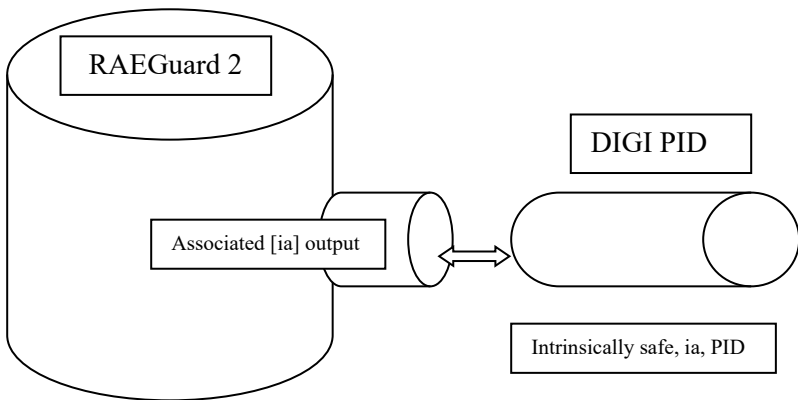 RAEGuard 2
DIGI PID
Associated [ia] output
Intrinsically safe, ia, PID